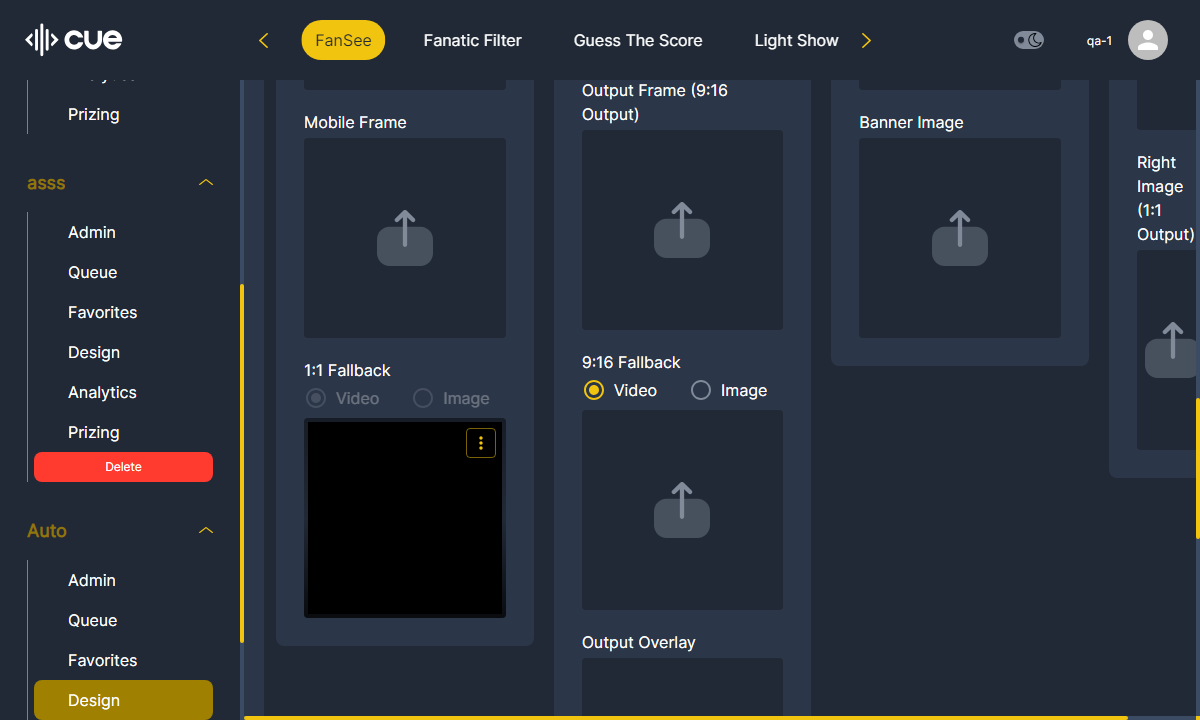 cue
FanSee
Fanatic Filter
Guess The Score
Light Show
qa-1
Prizing
asss
Admin
Queue
Favorites
Design
Analytics
Prizing
Delete
Auto
Admin
Queue
Favorites
Design
Mobile Frame
1:1 Fallback
Video
Image
Output Frame (9:16
Output)
9:16 Fallback
Video
Image
Output Overlay
Banner Image
Right
Image
(1:1
Output)